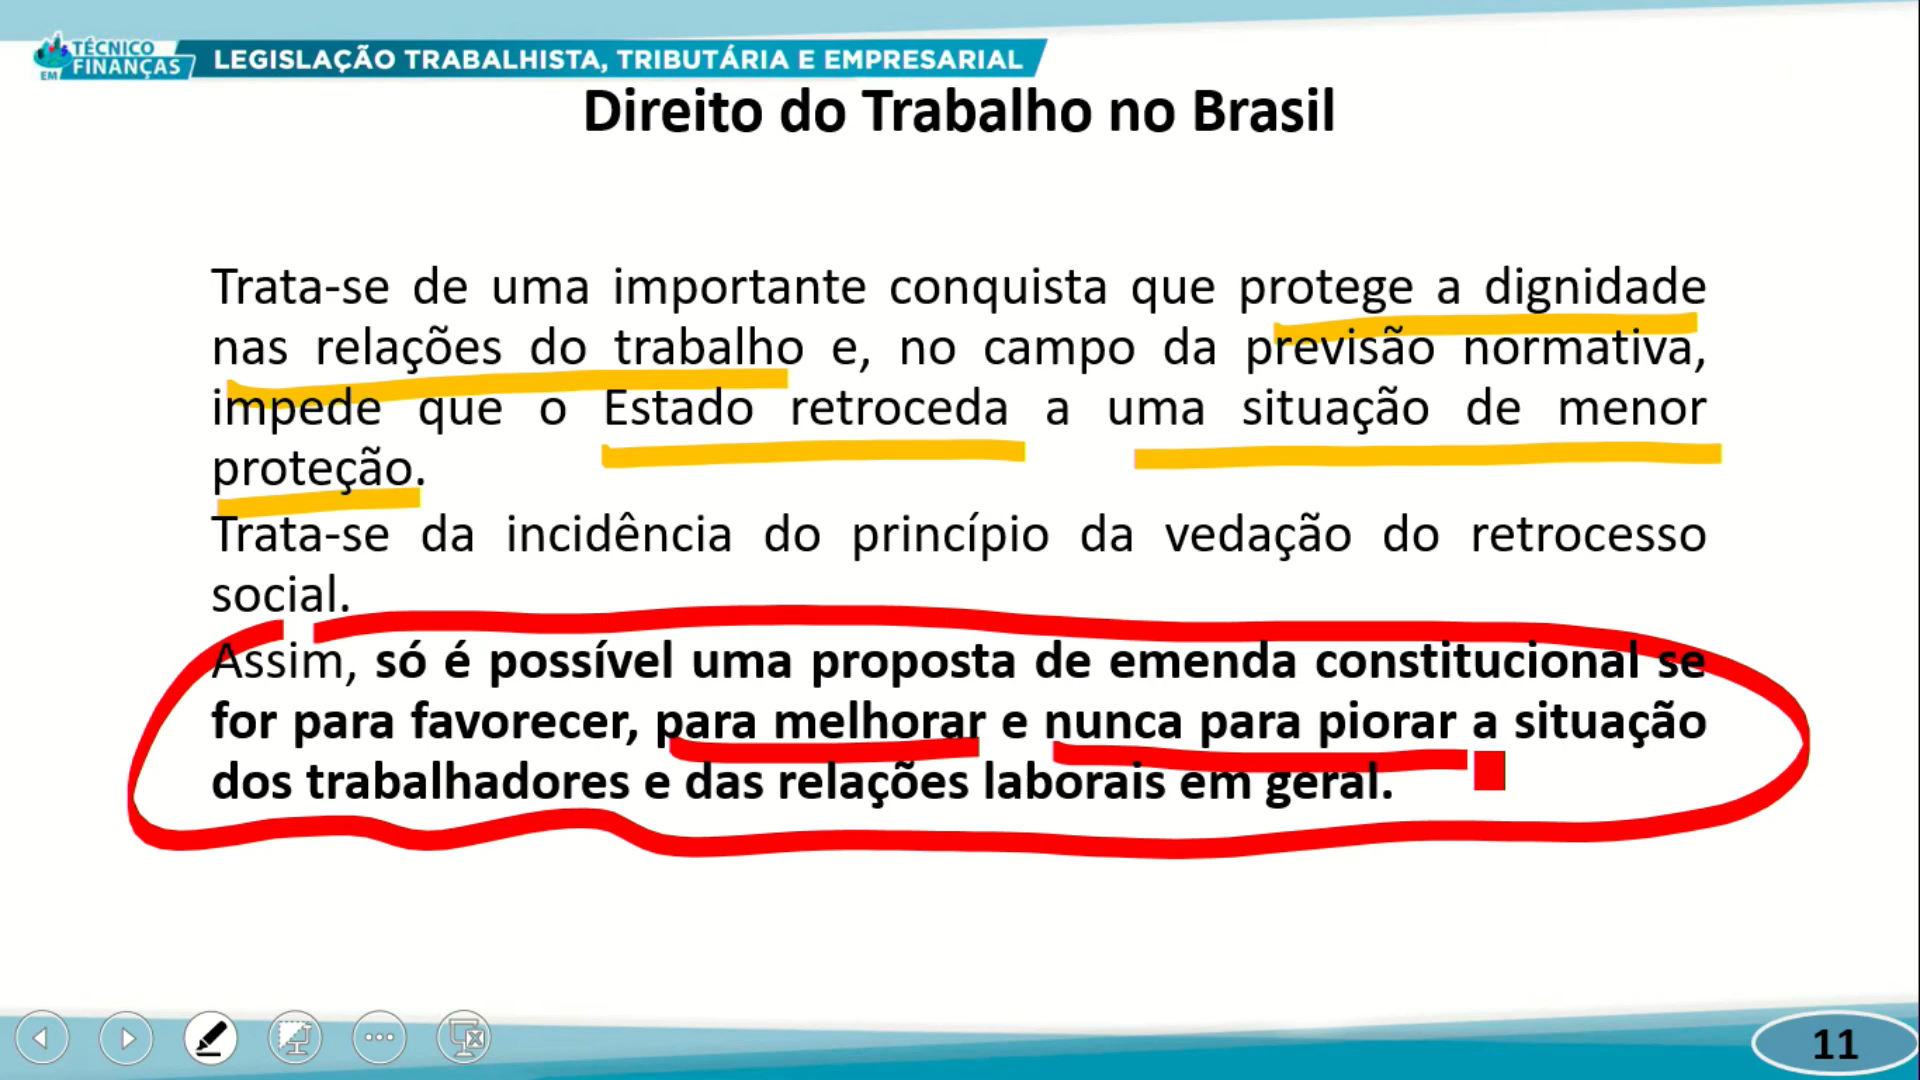 TÉCNICO
EM FINANÇAS
LEGISLAÇÃO TRABALHISTA, TRIBUTÁRIA E EMPRESARIAL
Direito do Trabalho no Brasil
Trata-se de uma importante conquista que protege a dignidade
nas relações do trabalho e, no campo da previsão normativa,
impede que o Estado retroceda a uma situação de menor
proteção.
Trata-se da incidência do princípio da vedação do retrocesso
social.
Assim, só é possível uma proposta de emenda constitucional se
for para favorecer, para melhorar e nunca para piorar a situação
dos trabalhadores e das relações laborais em geral.
11